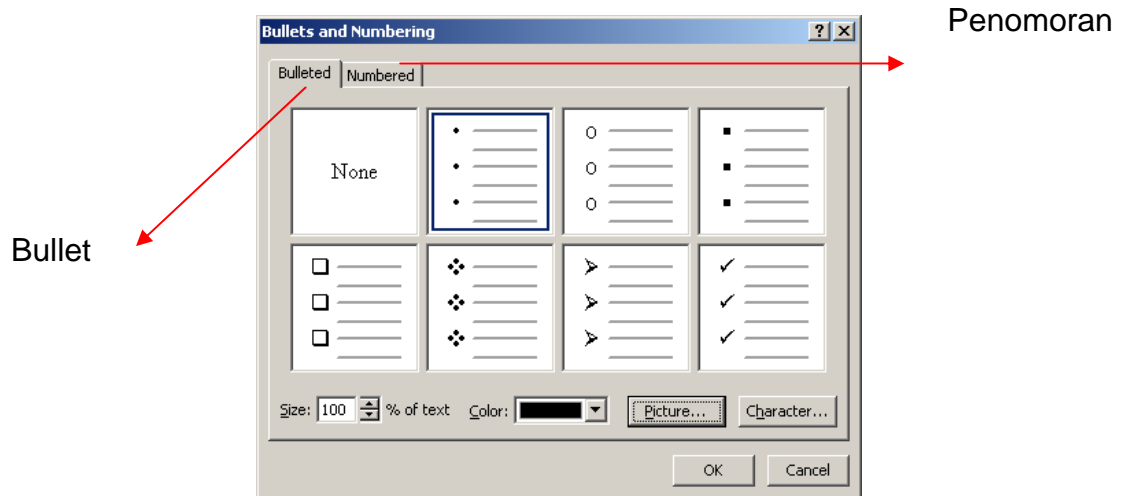 Penomoran
Bullets and Numbering
Bulleted Numbered
None
Bullet
Size: 100 % of text Color: Picture... Character...
OK Cancel